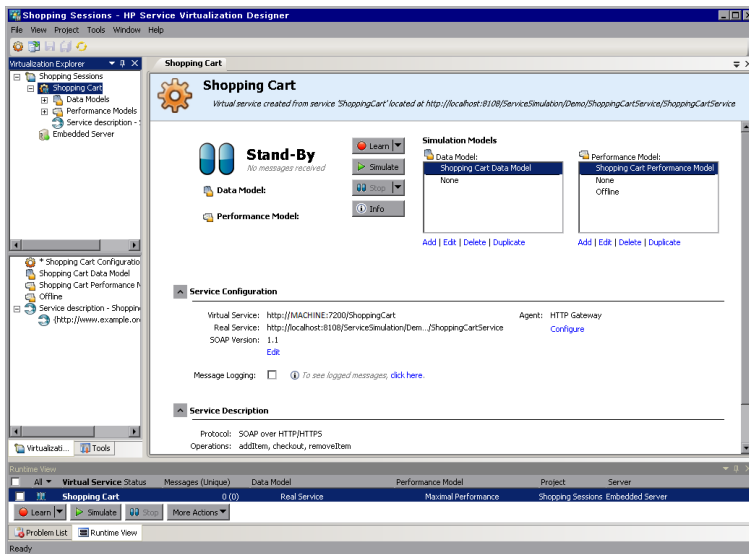 Shopping Sessions - HP Service Virtualization Designer
File View Project Tools Window Help
Virtualization Explorer
Shopping Sessions
Shopping Cart
Data Models
Performance Models
Service description -
Embedded Server
* Shopping Cart Configuratio
Shopping Cart Data Model
Shopping Cart Performance M
Offline
Service description - Shoppin
{http://www.example.or
Virtualizati... Tools
Shopping Cart
Shopping Cart
Virtual service created from service 'ShoppingCart' located at http://localhost:8108/ServiceSimulation/Demo/ShoppingCartService/ShoppingCartService
Stand-By
No messages received
Data Model:
Performance Model:
Learn
Simulate
Stop
Info
Simulation Models
Data Model:
Shopping Cart Data Model
None
Add | Edit | Delete | Duplicate
Performance Model:
Shopping Cart Performance Model
None
Offline
Add | Edit | Delete | Duplicate
Service Configuration
Virtual Service: http://MACHINE:7200/ShoppingCart Agent: HTTP Gateway
Real Service: http://localhost:8108/ServiceSimulation/Dem.../ShoppingCartService Configure
SOAP Version: 1.1
Edit
Message Logging: To see logged messages, click here.
Service Description
Protocol: SOAP over HTTP/HTTPS
Operations: addItem, checkout, removeItem
Runtime View
All Virtual Service Status Messages (Unique) Data Model Performance Model Project Server
Shopping Cart 0 (0) Real Service Maximal Performance Shopping Sessions Embedded Server
Learn Simulate Stop More Actions
Problem List Runtime View
Ready